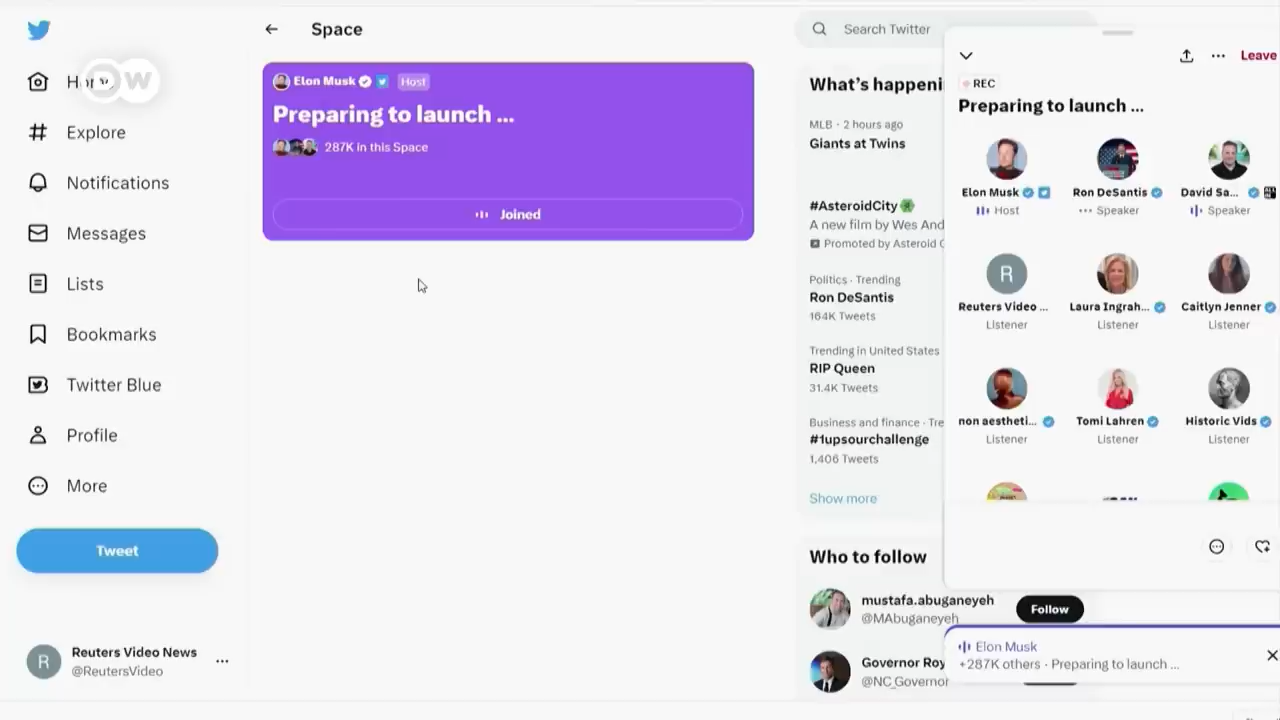 Home
Explore
Notifications
Messages
Lists
Bookmarks
Twitter Blue
Profile
More
Tweet
R
Reuters Video News
@ReutersVideo
Space
Elon Musk Host
Preparing to launch ...
287K in this Space
Joined
Search Twitter
What's happeni
MLB · 2 hours ago
Giants at Twins
#AsteroidCity
A new film by Wes And
Promoted by Asteroid C
Politics · Trending
Ron DeSantis
164K Tweets
Trending in United States
RIP Queen
31.4K Tweets
Business and finance · Tre
#1upsourchallenge
1,406 Tweets
Show more
Who to follow
mustafa.abuganeyeh
@MAbuganeyeh
Follow
Governor Roy
@NC_Governor
Leave
REC
Preparing to launch ...
Elon Musk
Host
Ron DeSantis
Speaker
David Sa...
Speaker
R
Reuters Video ...
Listener
Laura Ingrah...
Listener
Caitlyn Jenner
Listener
non aestheti...
Listener
Tomi Lahren
Listener
Historic Vids
Listener
Elon Musk
+287K others · Preparing to launch ...